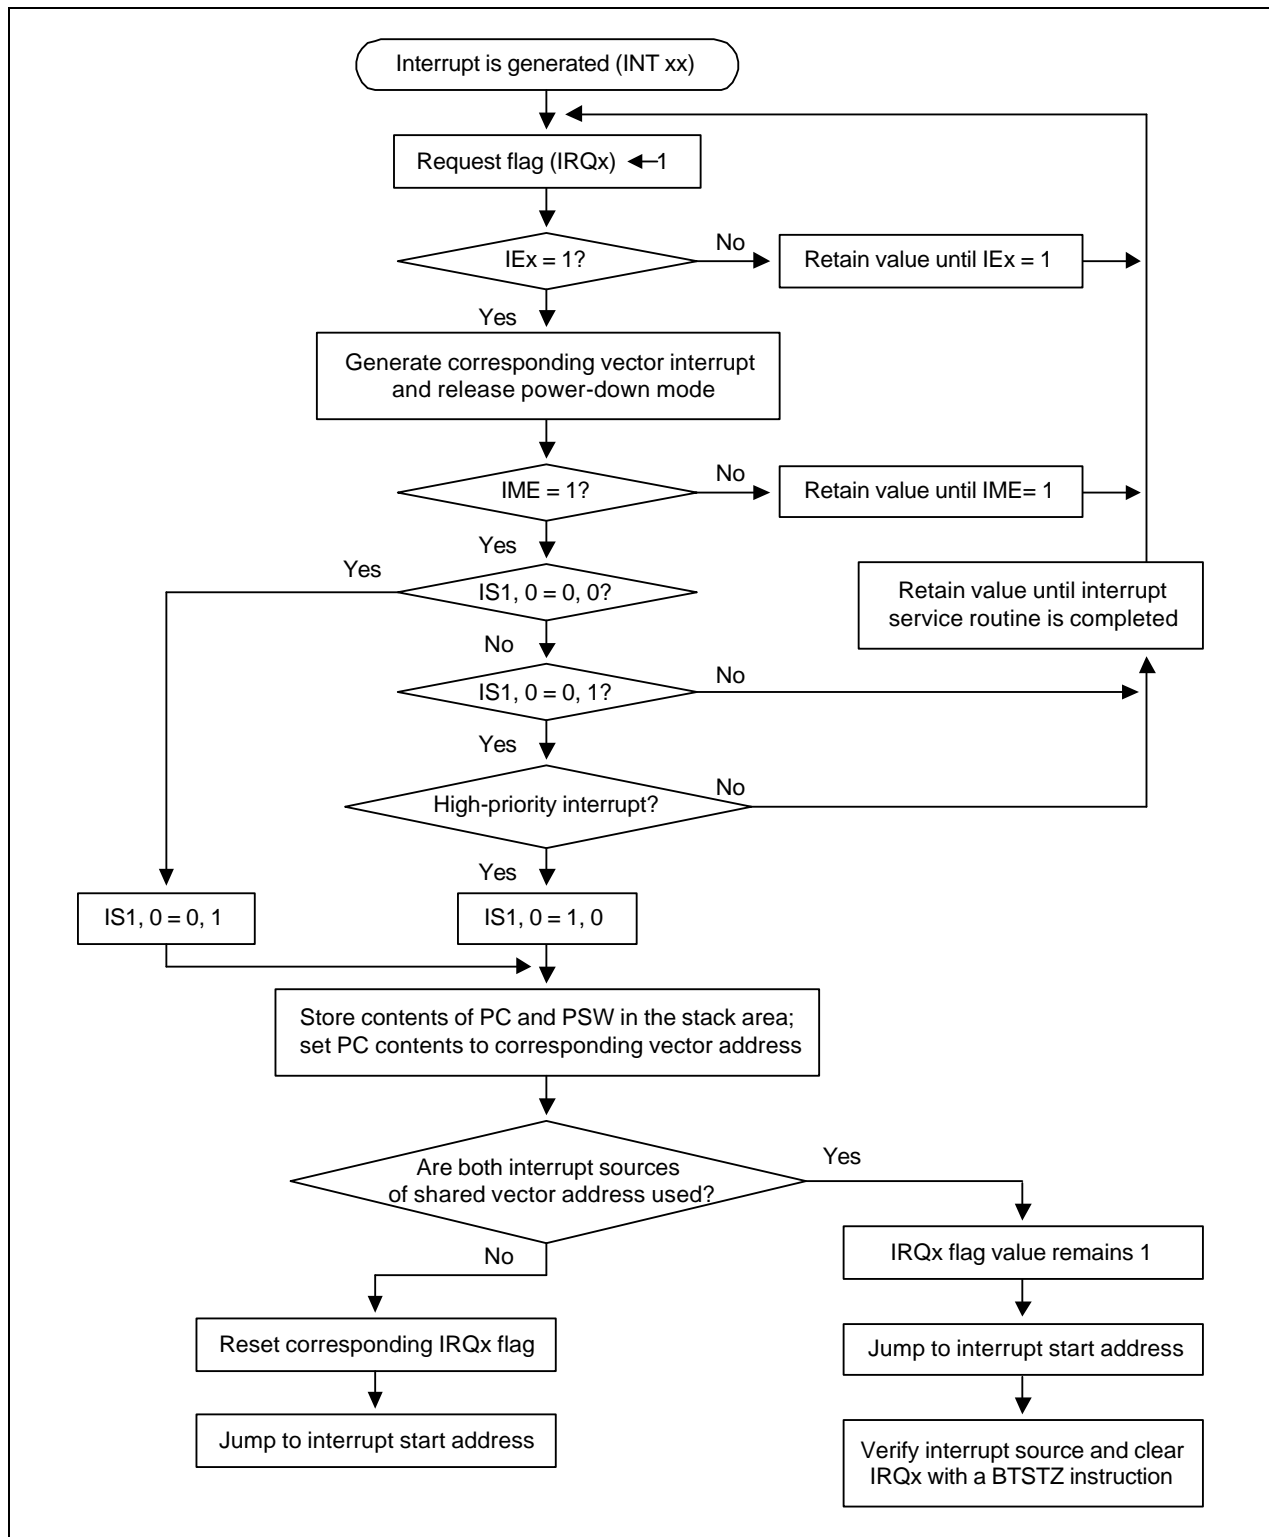 Interrupt is generated (INT xx)
Request flag (IRQx) ← 1
IEx = 1?
No
Retain value until IEx = 1
Yes
Generate corresponding vector interrupt
and release power-down mode
IME = 1?
No
Retain value until IME= 1
Yes
Yes
IS1, 0 = 0, 0?
Retain value until interrupt
service routine is completed
No
IS1, 0 = 0, 1?
No
Yes
High-priority interrupt?
No
Yes
IS1, 0 = 0, 1
IS1, 0 = 1, 0
Store contents of PC and PSW in the stack area;
set PC contents to corresponding vector address
Are both interrupt sources
of shared vector address used?
Yes
No
IRQx flag value remains 1
Reset corresponding IRQx flag
Jump to interrupt start address
Jump to interrupt start address
Verify interrupt source and clear
IRQx with a BTSTZ instruction